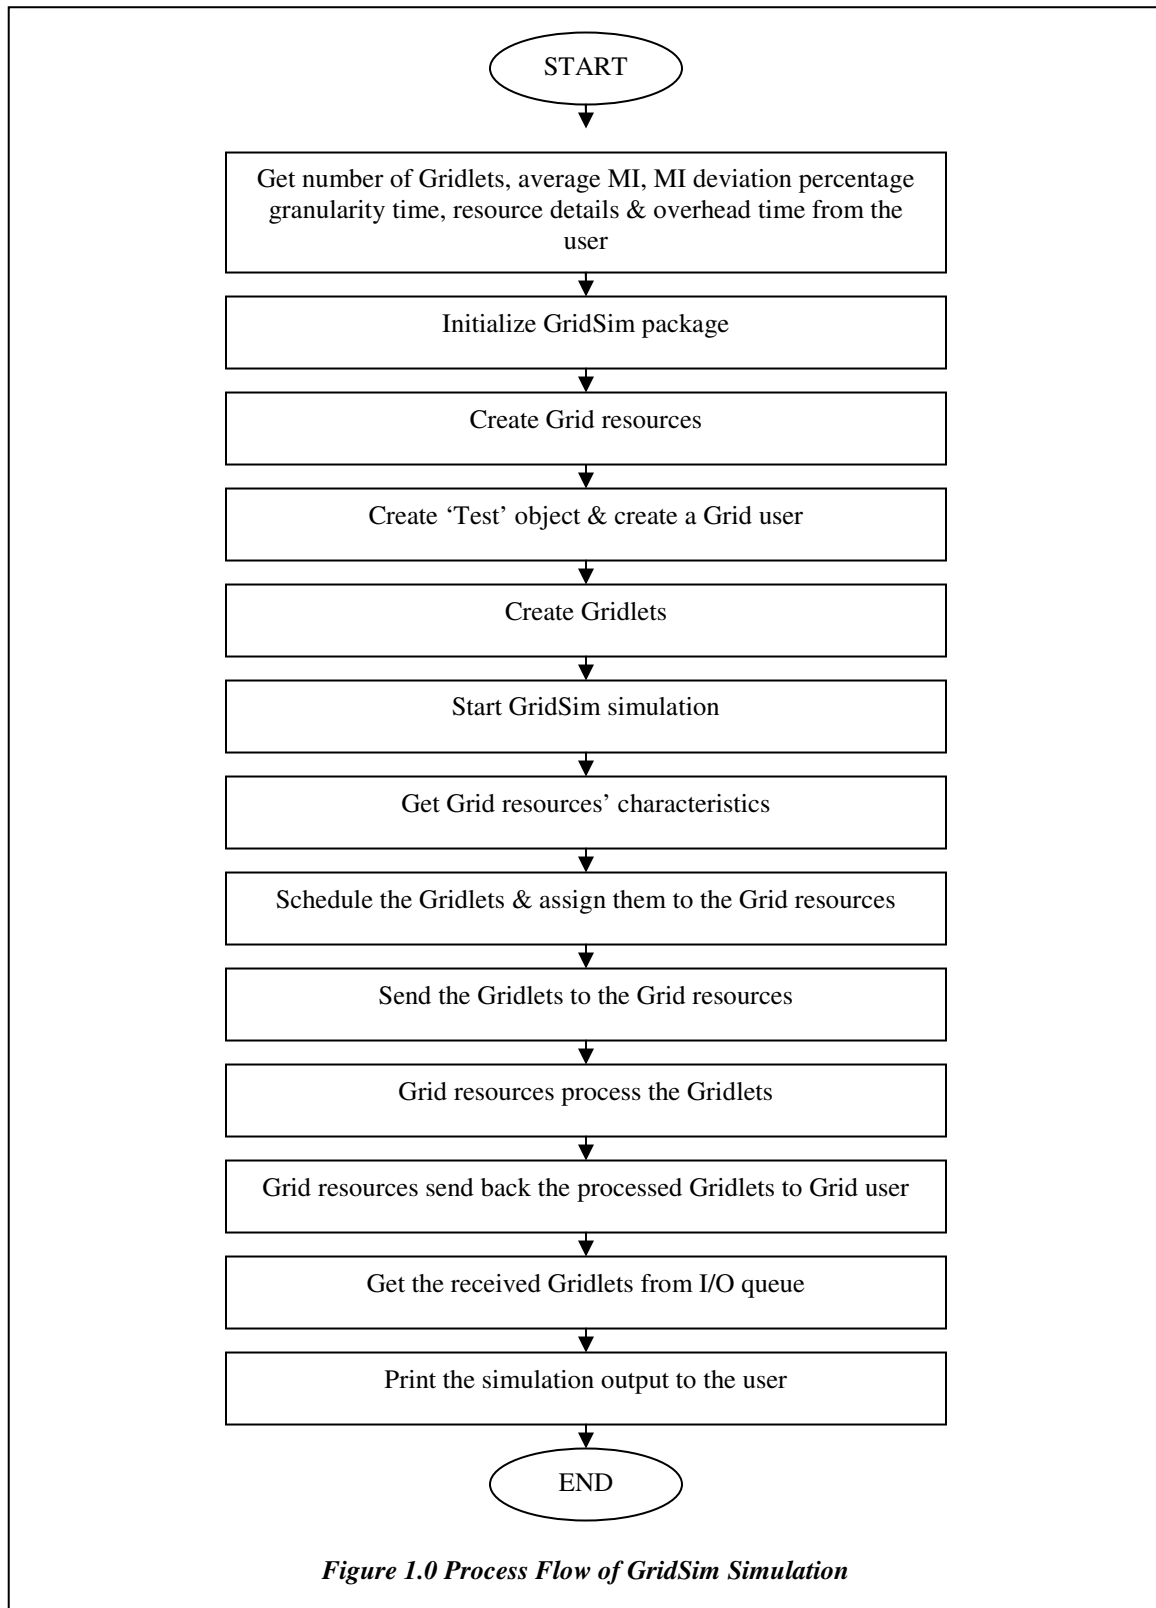 START
Get number of Gridlets, average MI, MI deviation percentage
granularity time, resource details & overhead time from the
user
Initialize GridSim package
Create Grid resources
Create ‘Test’ object & create a Grid user
Create Gridlets
Start GridSim simulation
Get Grid resources’ characteristics
Schedule the Gridlets & assign them to the Grid resources
Send the Gridlets to the Grid resources
Grid resources process the Gridlets
Grid resources send back the processed Gridlets to Grid user
Get the received Gridlets from I/O queue
Print the simulation output to the user
END
Figure 1.0 Process Flow of GridSim Simulation